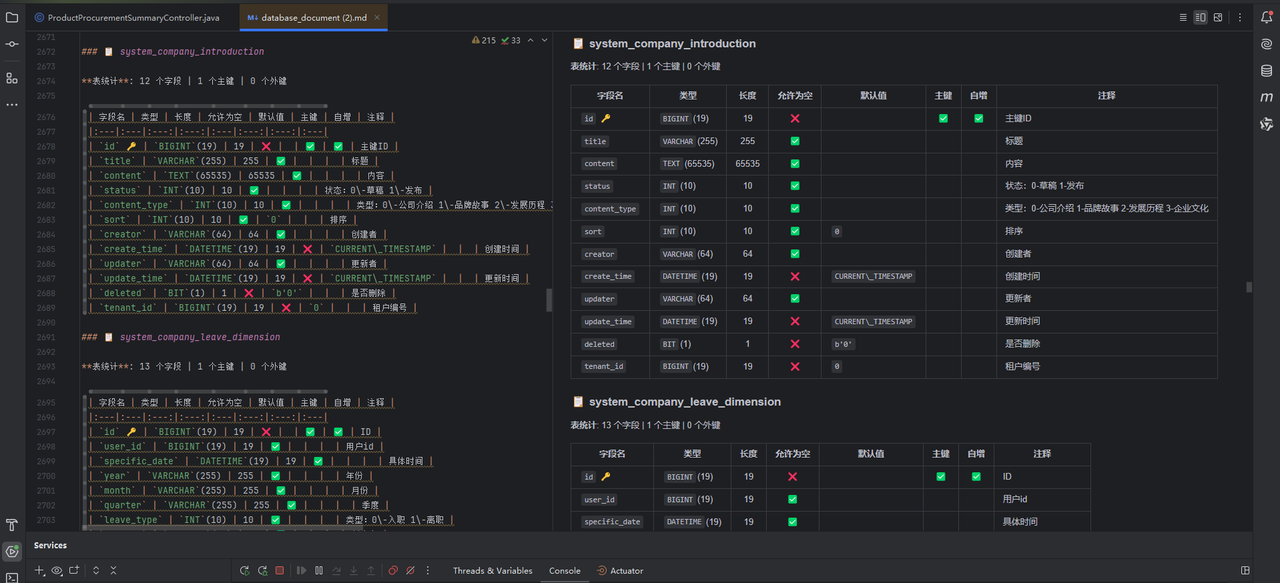 ProductProcurementSummaryController.java
M↓ database_document (2).md ×
215 33
2671
2672 ### 📋 system_company_introduction
2673
2674 **表统计**: 12 个字段 | 1 个主键 | 0 个外键
2675
| 字段名 | 类型 | 长度 | 允许为空 | 默认值 | 主键 | 自增 | 注释 |
2676
2677 |:---|:---|:---:|:---:|:---|:---:|:---:|:---|
2678 | `id` 🔑 | `BIGINT`(19) | 19 | ❌ | | ✅ | ✅ | 主键ID |
2679 | `title` | `VARCHAR`(255) | 255 | ✅ | | | | 标题 |
2680 | `content` | `TEXT`(65535) | 65535 | ✅ | | | | 内容 |
2681 | `status` | `INT`(10) | 10 | ✅ | | | | 状态：0\-草稿 1\-发布 |
2682 | `content_type` | `INT`(10) | 10 | ✅ | | | | 类型：0\-公司介绍 1\-品牌故事 2\-发展历程 3
2683 | `sort` | `INT`(10) | 10 | ✅ | `0` | | | 排序 |
2684 | `creator` | `VARCHAR`(64) | 64 | ✅ | | | | 创建者 |
2685 | `create_time` | `DATETIME`(19) | 19 | ❌ | `CURRENT\_TIMESTAMP` | | | 创建时间 |
2686 | `updater` | `VARCHAR`(64) | 64 | ✅ | | | | 更新者 |
2687 | `update_time` | `DATETIME`(19) | 19 | ❌ | `CURRENT\_TIMESTAMP` | | | 更新时间 |
2688 | `deleted` | `BIT`(1) | 1 | ❌ | `b'0'` | | | 是否删除 |
2689 | `tenant_id` | `BIGINT`(19) | 19 | ❌ | `0` | | | 租户编号 |
2690
2691 ### 📋 system_company_leave_dimension
2692
2693 **表统计**: 13 个字段 | 1 个主键 | 0 个外键
2694
2695 | 字段名 | 类型 | 长度 | 允许为空 | 默认值 | 主键 | 自增 | 注释 |
2696 |:---|:---|:---:|:---:|:---|:---:|:---:|:---|
2697 | `id` 🔑 | `BIGINT`(19) | 19 | ❌ | | ✅ | ✅ | ID |
2698 | `user_id` | `BIGINT`(19) | 19 | ✅ | | | | 用户id |
2699 | `specific_date` | `DATETIME`(19) | 19 | ✅ | | | | 具体时间 |
2700 | `year` | `VARCHAR`(255) | 255 | ✅ | | | | 年份 |
2701 | `month` | `VARCHAR`(255) | 255 | ✅ | | | | 月份 |
2702 | `quarter` | `VARCHAR`(255) | 255 | ✅ | | | | 季度 |
2703 | `leave_type` | `INT`(10) | 10 | ✅ | | | | 类型：0\-入职 1\-离职 |
📋 system_company_introduction
表统计: 12 个字段 | 1 个主键 | 0 个外键
字段名 类型 长度 允许为空 默认值 主键 自增 注释
id 🔑 BIGINT (19) 19 ❌ ✅ ✅ 主键ID
title VARCHAR (255) 255 ✅ 标题
content TEXT (65535) 65535 ✅ 内容
status INT (10) 10 ✅ 状态：0-草稿 1-发布
content_type INT (10) 10 ✅ 类型：0-公司介绍 1-品牌故事 2-发展历程 3-企业文化
sort INT (10) 10 ✅ 0 排序
creator VARCHAR (64) 64 ✅ 创建者
create_time DATETIME (19) 19 ❌ CURRENT\_TIMESTAMP 创建时间
updater VARCHAR (64) 64 ✅ 更新者
update_time DATETIME (19) 19 ❌ CURRENT\_TIMESTAMP 更新时间
deleted BIT (1) 1 ❌ b'0' 是否删除
tenant_id BIGINT (19) 19 ❌ 0 租户编号
📋 system_company_leave_dimension
表统计: 13 个字段 | 1 个主键 | 0 个外键
字段名 类型 长度 允许为空 默认值 主键 自增 注释
id 🔑 BIGINT (19) 19 ❌ ✅ ✅ ID
user_id BIGINT (19) 19 ✅ 用户id
specific_date DATETIME (19) 19 ✅ 具体时间
Services
Threads & Variables Console Actuator